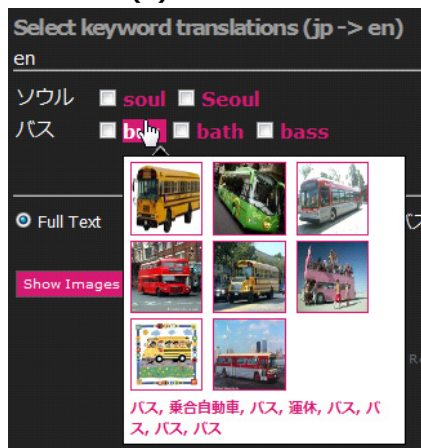 Select keyword translations (jp -> en)
en
ソウル soul Seoul
バス bath bass
Full Text
Show Images
バス, 乗合自動車, バス, 運休, バス, バ
ス, バス, バス